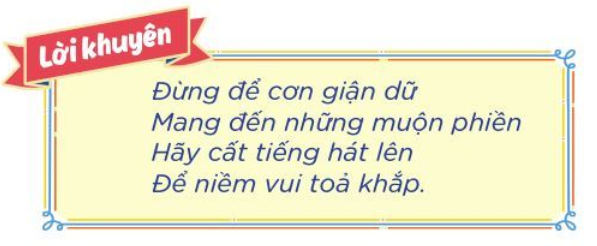 Lời khuyên
Đừng để cơn giận dữ
Mang đến những muộn phiền
Hãy cất tiếng hát lên
Để niềm vui toả khắp.